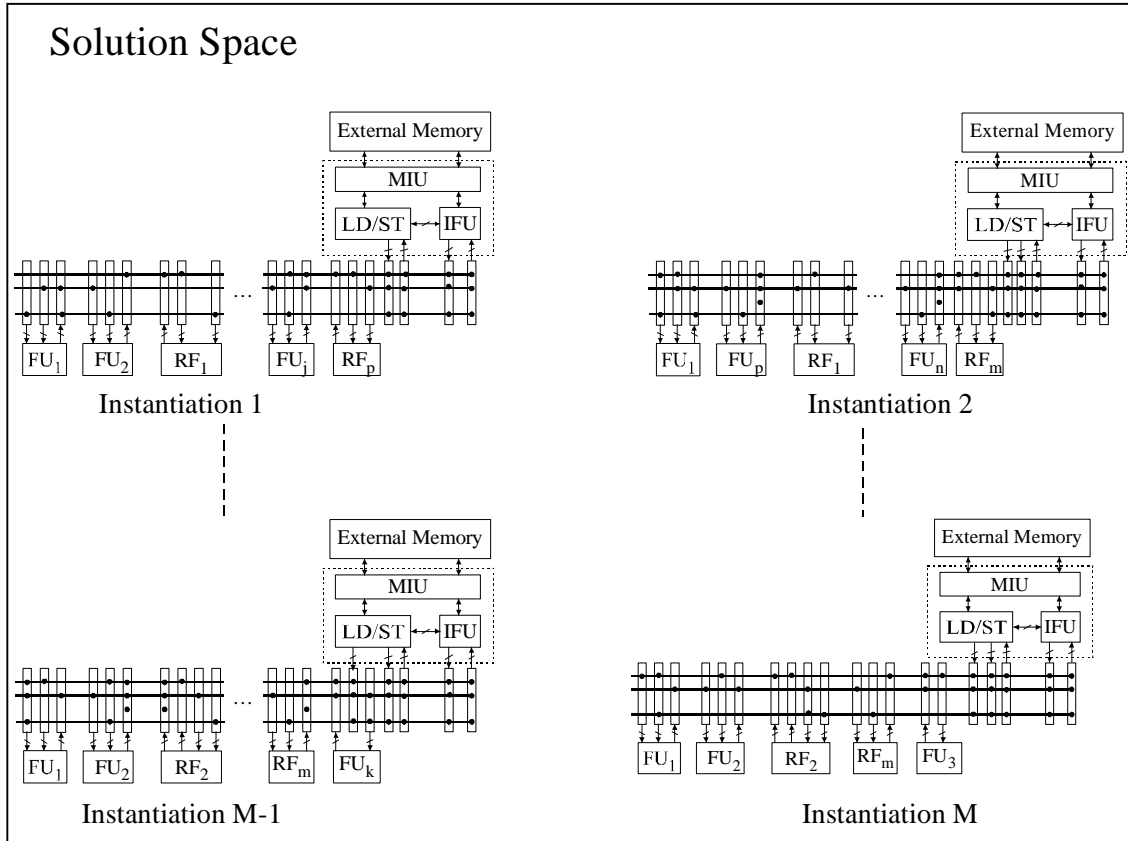 Solution Space
External Memory
MIU
LD/ST IFU
...
FU1 FU2 RF1 FUj RFp
Instantiation 1
External Memory
MIU
LD/ST IFU
...
FU1 FUp RF1 FUn RFm
Instantiation 2
External Memory
MIU
LD/ST IFU
...
FU1 FU2 RF2 RFm FUk
Instantiation M-1
External Memory
MIU
LD/ST IFU
FU1 FU2 RF2 RFm FU3
Instantiation M